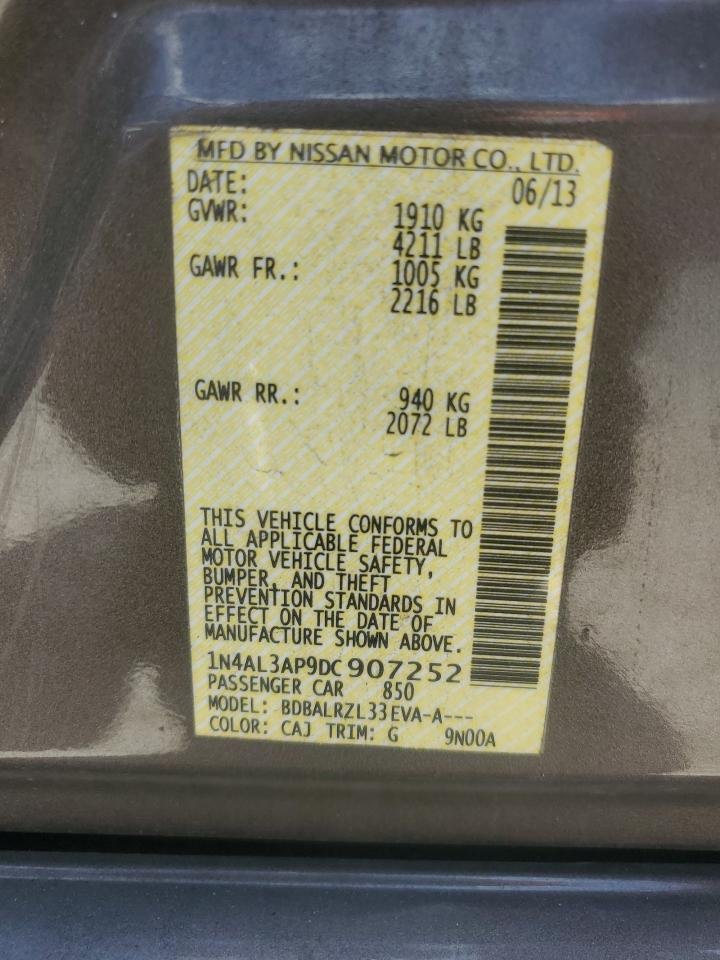 MFD BY NISSAN MOTOR CO., LTD.
DATE: 06/13
GVWR: 1910 KG
4211 LB
GAWR FR.: 1005 KG
2216 LB
GAWR RR.: 940 KG
2072 LB
THIS VEHICLE CONFORMS TO
ALL APPLICABLE FEDERAL
MOTOR VEHICLE SAFETY,
BUMPER, AND THEFT
PREVENTION STANDARDS IN
EFFECT ON THE DATE OF
MANUFACTURE SHOWN ABOVE.
1N4AL3AP9DC907252
PASSENGER CAR 850
MODEL: BDBALRZL33EVA-A---
COLOR: CAJ TRIM: G 9N00A